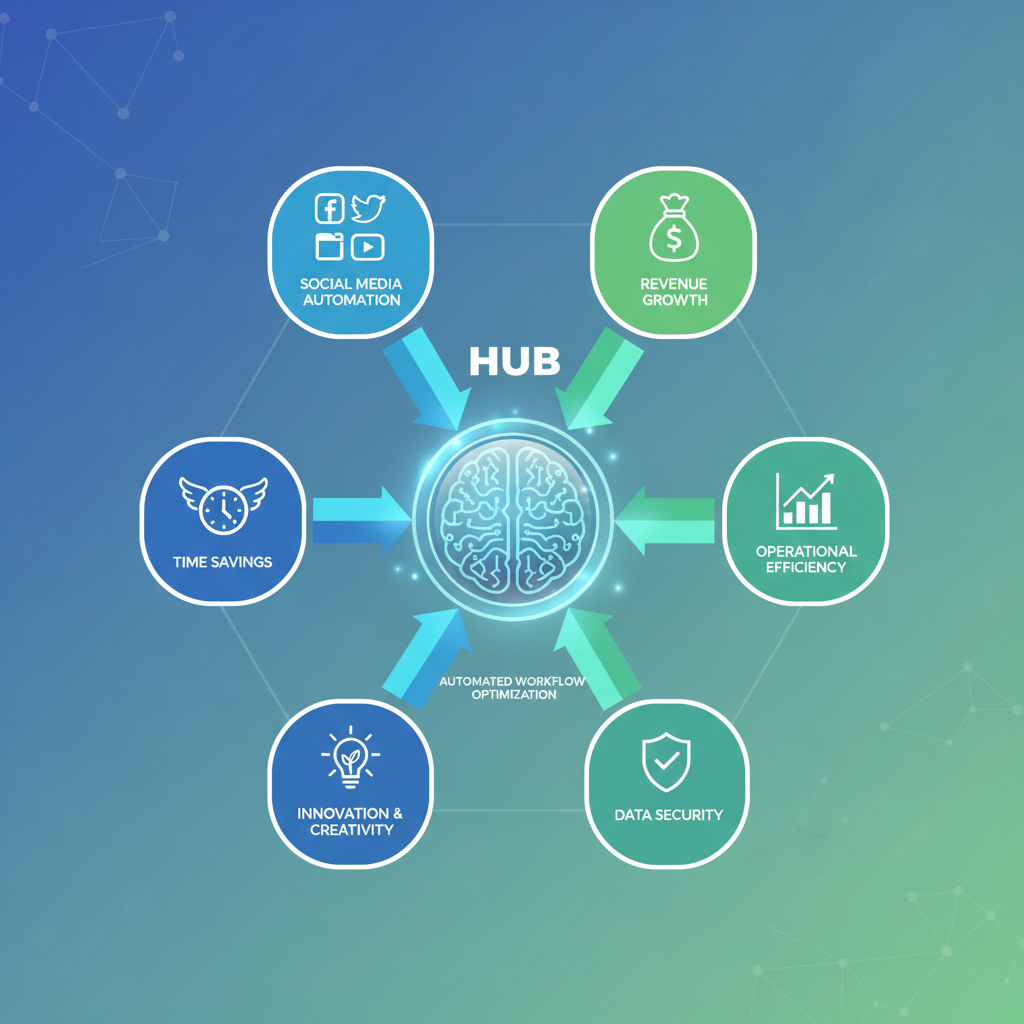 SOCIAL MEDIA
AUTOMATION
$
REVENUE
GROWTH
HUB
TIME SAVINGS
OPERATIONAL
EFFICIENCY
AUTOMATED WORKFLOW
OPTIMIZATION
INNOVATION &
CREATIVITY
DATA SECURITY